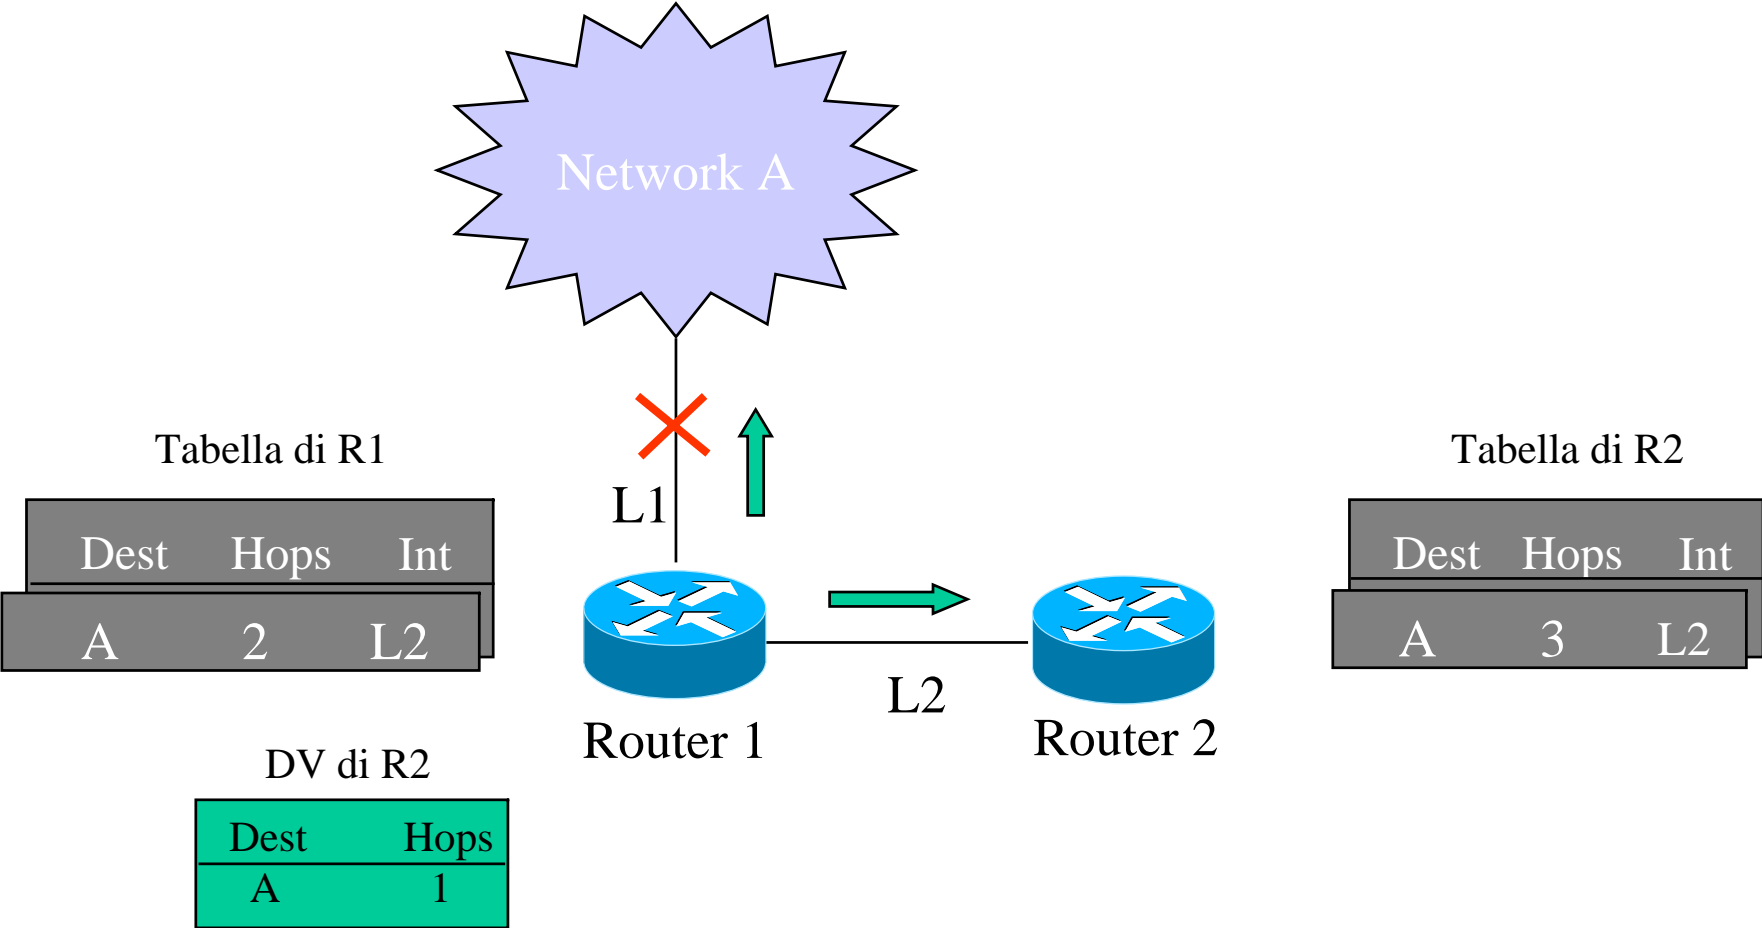 Network A
Tabella di R1
Dest Hops Int
A 2 L2
L1
L2
Router 1
Router 2
Tabella di R2
Dest Hops Int
A 3 L2
DV di R2
Dest Hops
A 1